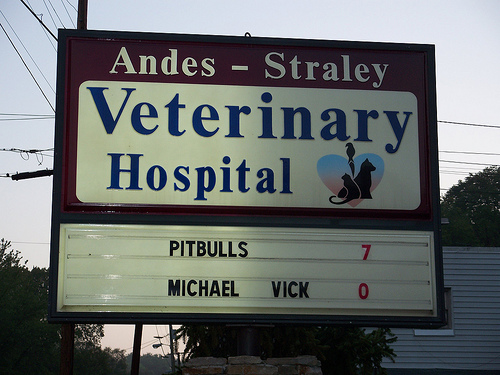 Andes - Straley
Veterinary
Hospital
PITBULLS 7
MICHAEL VICK 0